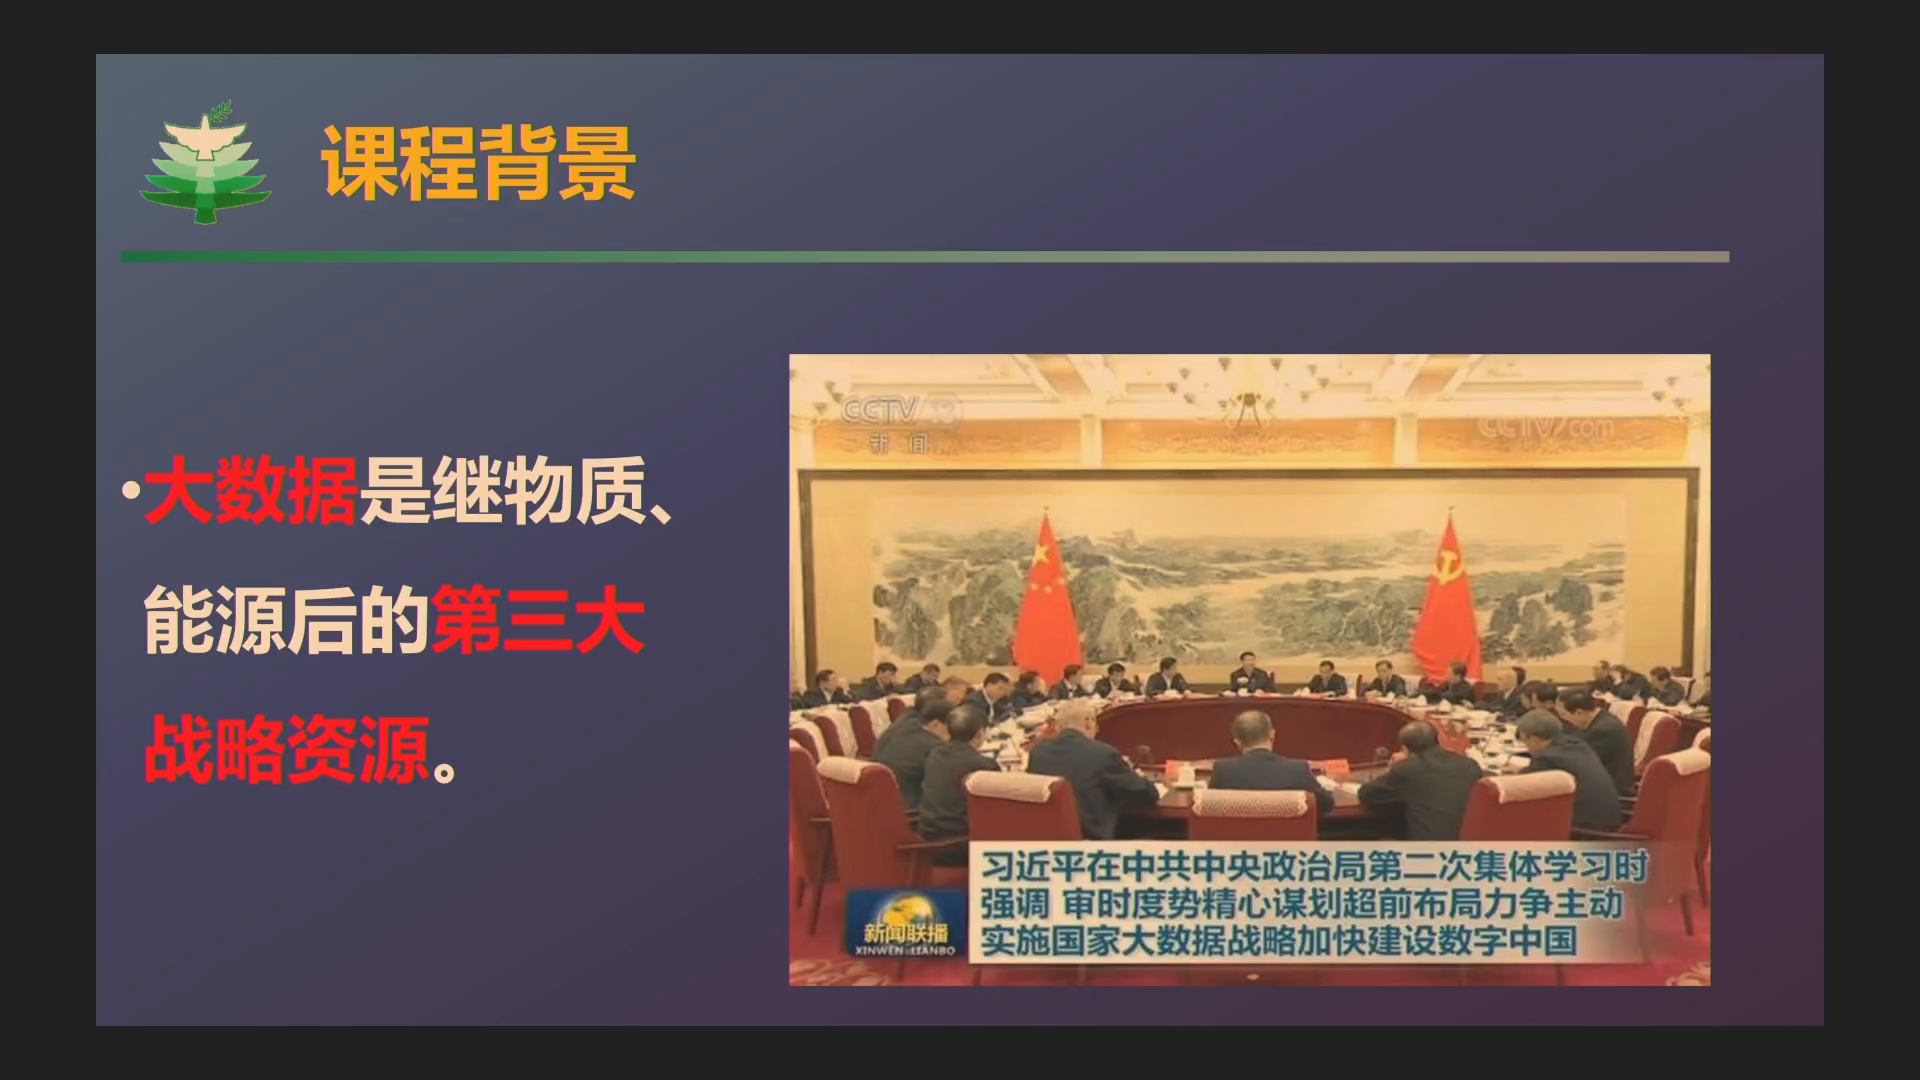 课程背景
•大数据是继物质、
能源后的第三大
战略资源。
CCTV 13
新闻
CCTV.com
习近平在中共中央政治局第二次集体学习时
强调 审时度势精心谋划超前布局力争主动
实施国家大数据战略加快建设数字中国
新闻联播
XINWEN LIANBO